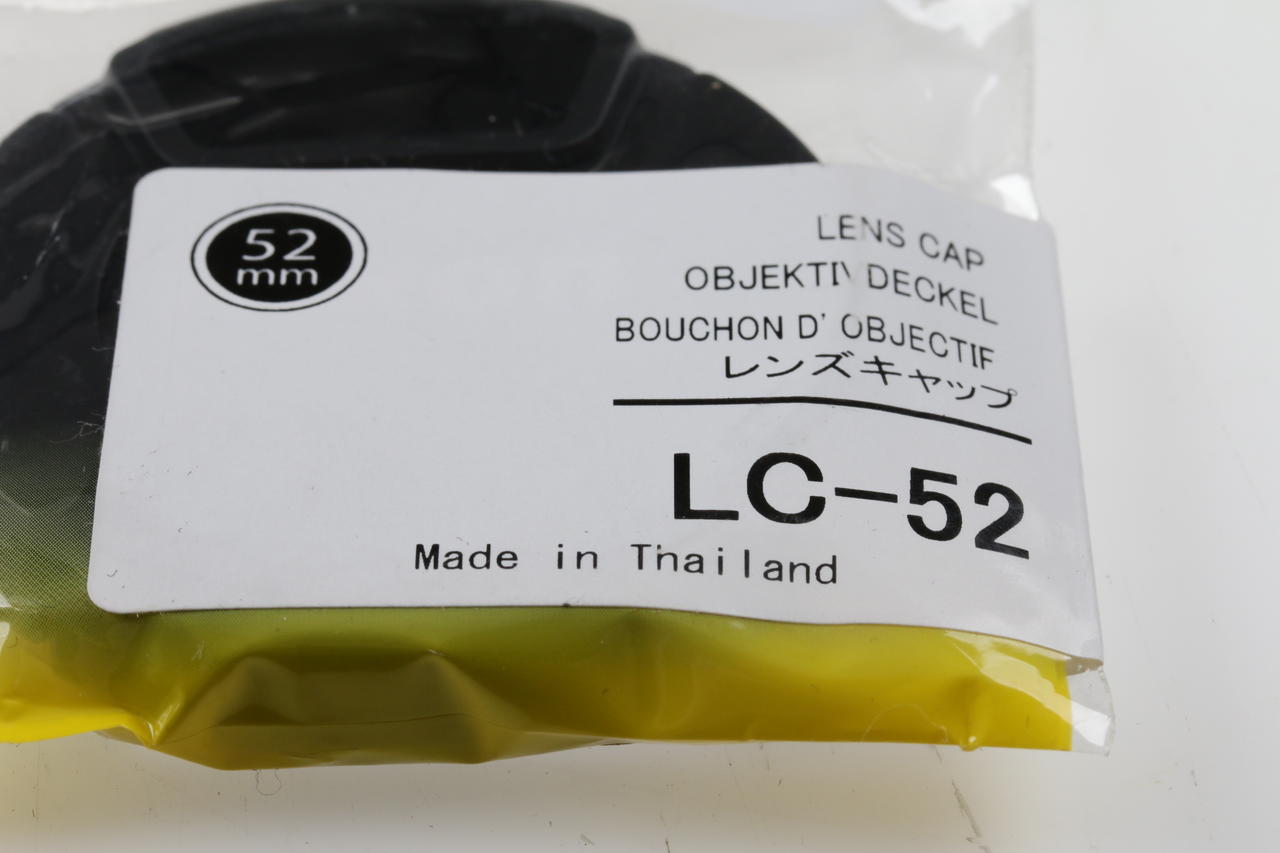 52
mm
LENS CAP
OBJEKTIVDECKEL
BOUCHON D' OBJECTIF
レンズキャップ
LC-52
Made in Thailand